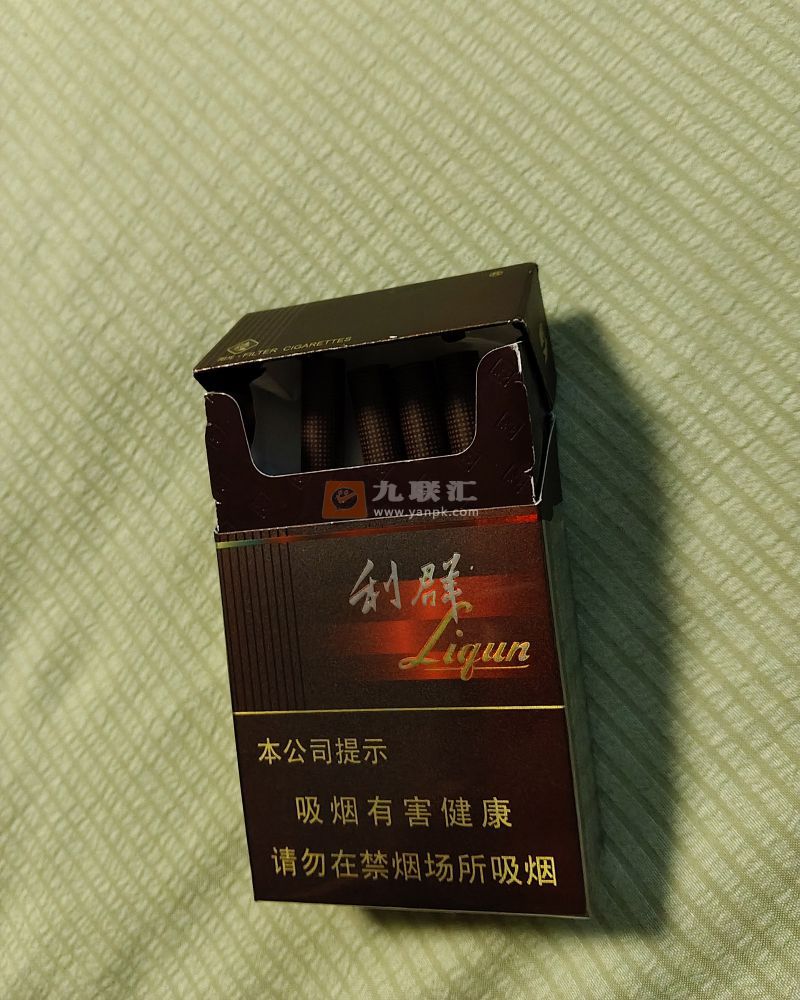 FILTER CIGARETTES
九联汇
www.yanpk.com
利群
Liqun
本公司提示
吸烟有害健康
请勿在禁烟场所吸烟